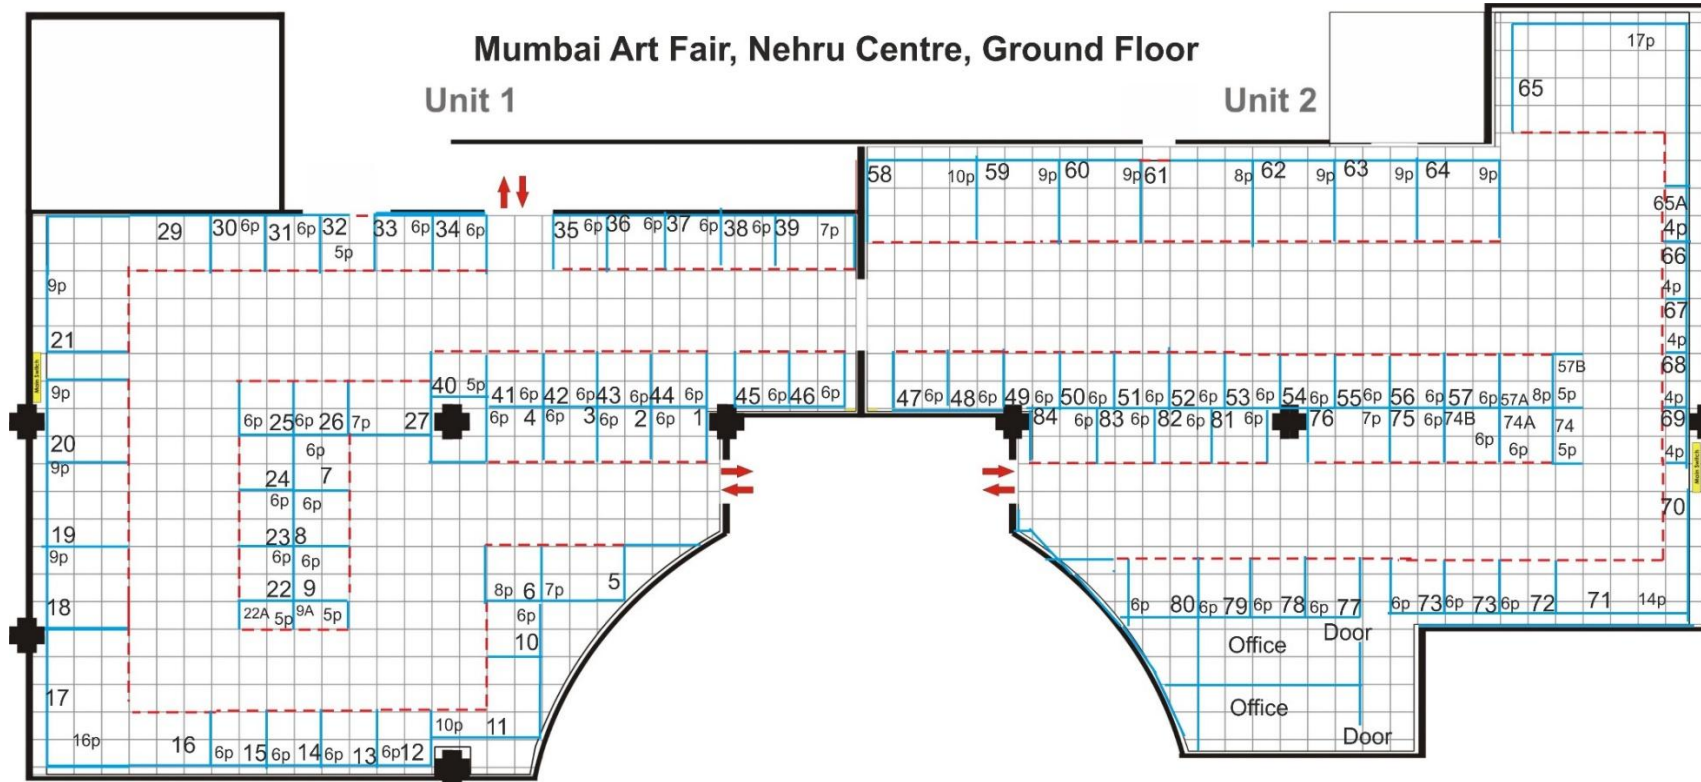 Mumbai Art Fair, Nehru Centre, Ground Floor
Unit 1
Unit 2
17p
65
58 10p 59 9p 60 9p 61 8p 62 9p 63 9p 64 9p
65A
4p
66
4p
67
4p
68
4p
69
4p
70
29 30 6p 31 6p 32 5p 33 6p 34 6p
35 6p 36 6p 37 6p 38 6p 39 7p
9p
21
Main Switch
9p
20
9p
19
9p
18
17
16p 16 6p 15 6p 14 6p 13 6p 12 10p 11
40 5p 41 6p 42 6p 43 6p 44 6p 45 6p 46 6p
6p 4 6p 3 6p 2 6p 1
6p 25 6p 26 7p 27
6p
24 7
6p 6p
23 8
6p 6p
22 9
22A 5p 9A 5p
8p 6 7p 5
6p
10
47 6p 48 6p 49 6p 50 6p 51 6p 52 6p 53 6p 54 6p 55 6p 56 6p 57 6p 57A 8p
57B
5p
84 6p 83 6p 82 6p 81 6p 76 7p 75 6p 74B 6p 74A 6p 74 5p
Main Switch
6p 80 6p 79 6p 78 6p 77 6p 73 6p 73 6p 72 71 14p
Office
Door
Office
Door